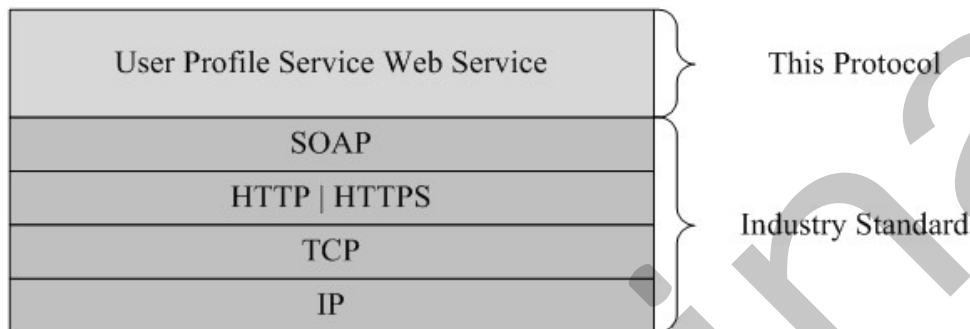 User Profile Service Web Service
This Protocol
SOAP
HTTP | HTTPS
Industry Standard
TCP
IP